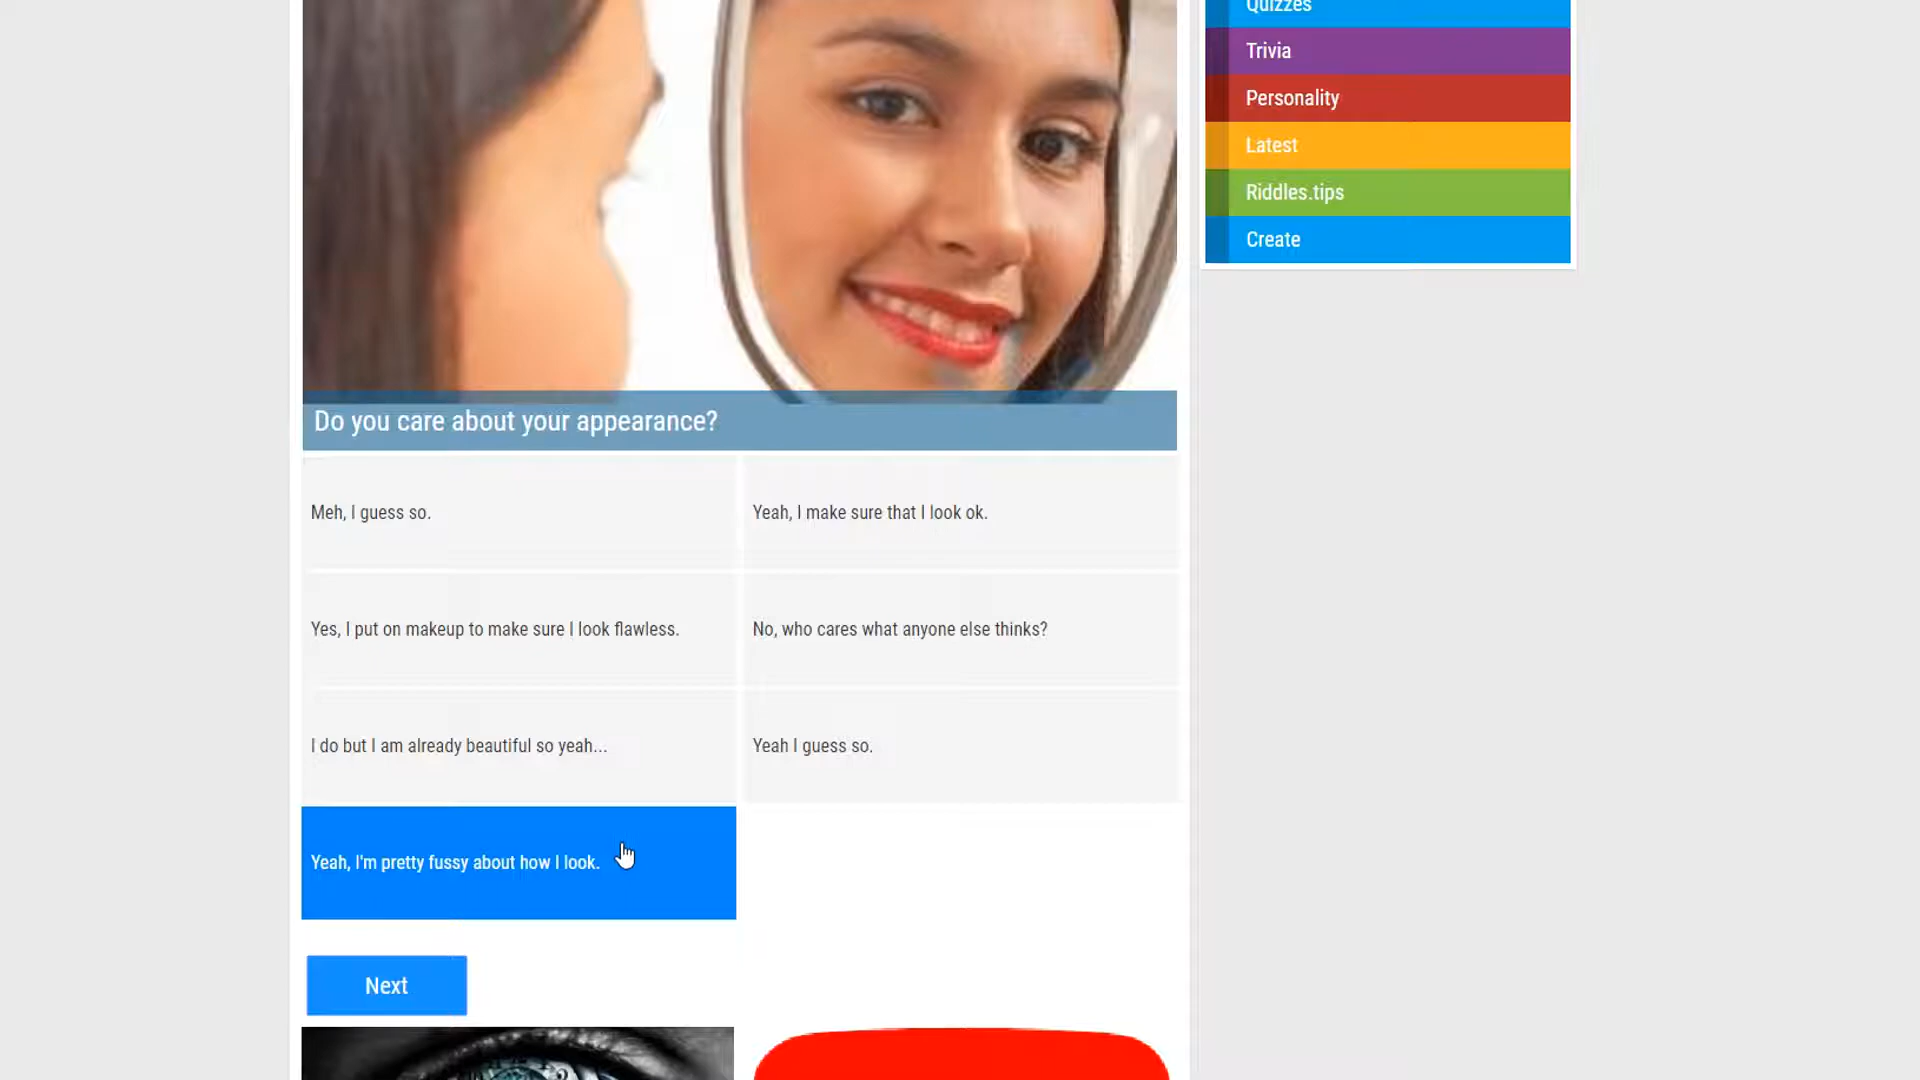 Quizzes
Trivia
Personality
Latest
Riddles.tips
Create
Do you care about your appearance?
Meh, I guess so.
Yeah, I make sure that I look ok.
Yes, I put on makeup to make sure I look flawless.
No, who cares what anyone else thinks?
I do but I am already beautiful so yeah...
Yeah I guess so.
Yeah, I'm pretty fussy about how I look.
Next